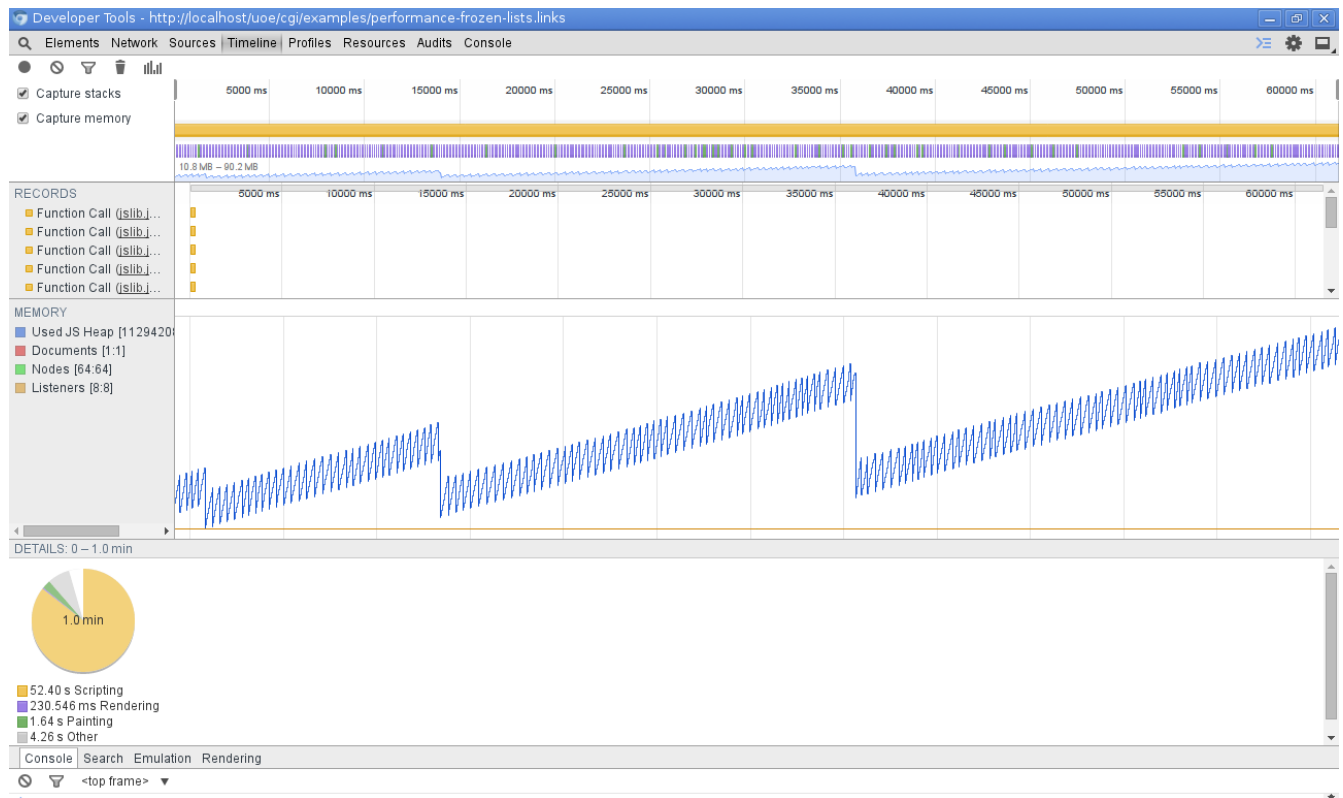 Developer Tools - http://localhost/uoe/cgi/examples/performance-frozen-lists.links
Elements Network Sources Timeline Profiles Resources Audits Console
Capture stacks
Capture memory
5000 ms 10000 ms 15000 ms 20000 ms 25000 ms 30000 ms 35000 ms 40000 ms 45000 ms 50000 ms 55000 ms 60000 ms
10.8 MB – 90.2 MB
RECORDS
5000 ms 10000 ms 15000 ms 20000 ms 25000 ms 30000 ms 35000 ms 40000 ms 45000 ms 50000 ms 55000 ms 60000 ms
Function Call (jslib.j...
Function Call (jslib.j...
Function Call (jslib.j...
Function Call (jslib.j...
Function Call (jslib.j...
MEMORY
Used JS Heap [1129420
Documents [1:1]
Nodes [64:64]
Listeners [8:8]
DETAILS: 0 – 1.0 min
1.0 min
52.40 s Scripting
230.546 ms Rendering
1.64 s Painting
4.26 s Other
Console Search Emulation Rendering
<top frame>